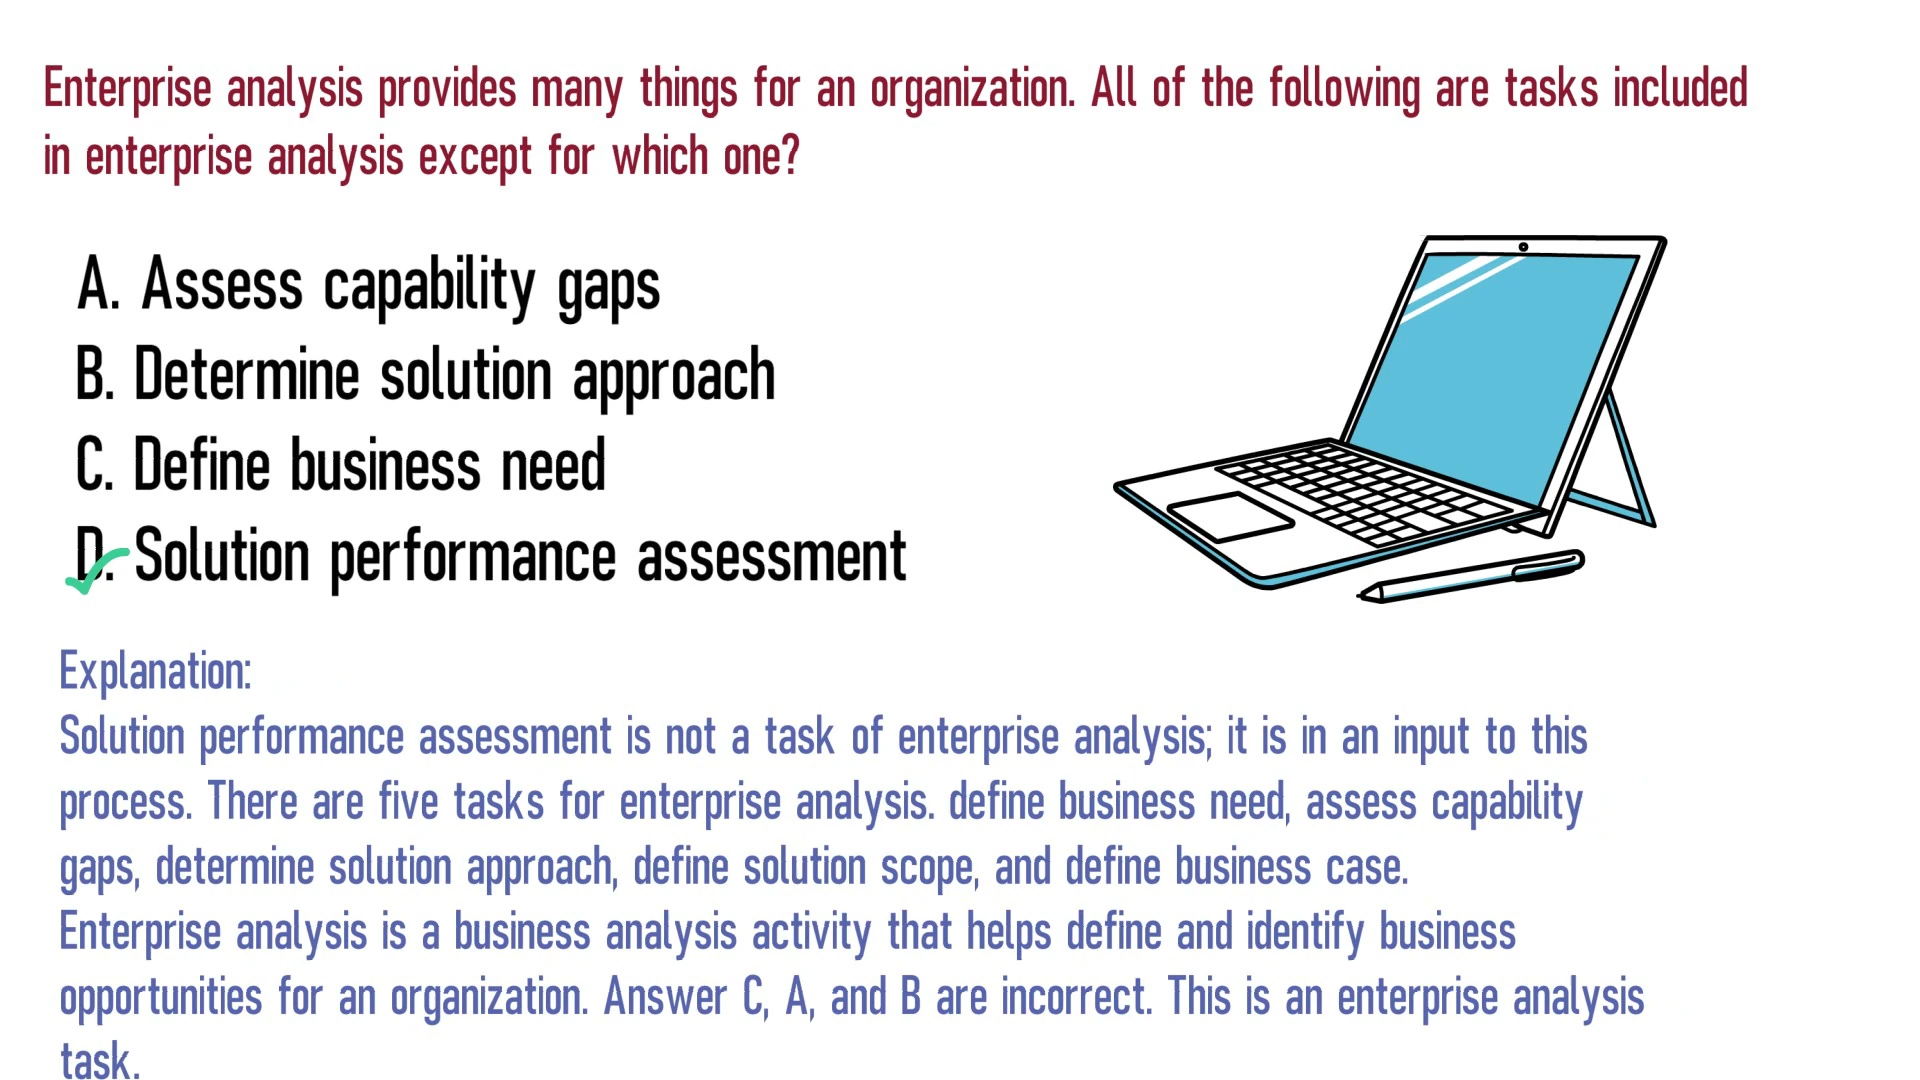 Enterprise analysis provides many things for an organization. All of the following are tasks included
in enterprise analysis except for which one?
A. Assess capability gaps
B. Determine solution approach
C. Define business need
D. Solution performance assessment
Explanation:
Solution performance assessment is not a task of enterprise analysis; it is in an input to this
process. There are five tasks for enterprise analysis. define business need, assess capability
gaps, determine solution approach, define solution scope, and define business case.
Enterprise analysis is a business analysis activity that helps define and identify business
opportunities for an organization. Answer C, A, and B are incorrect. This is an enterprise analysis
task.